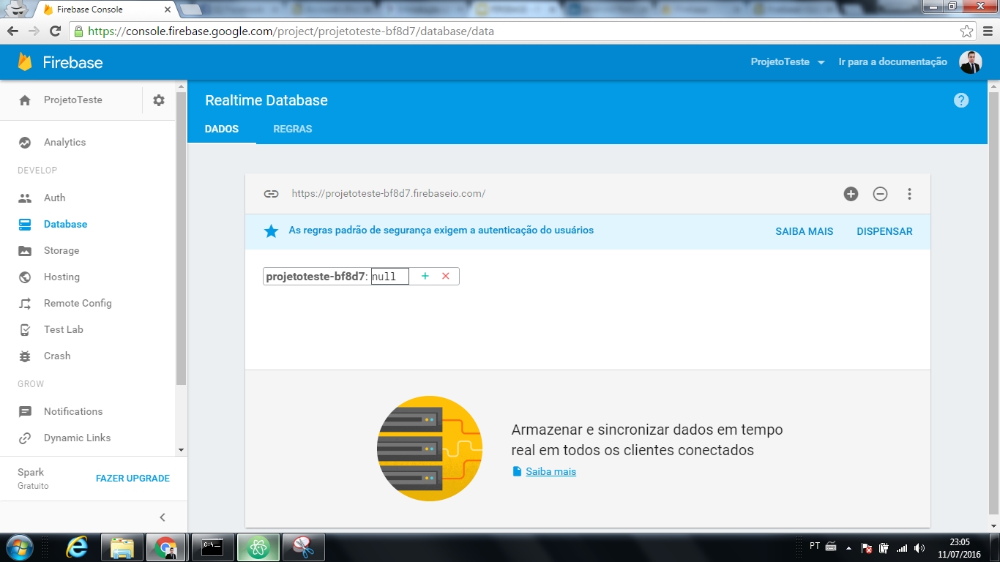 Firebase Console
https://console.firebase.google.com/project/projetoteste-bf8d7/database/data
Firebase
ProjetoTeste
Ir para a documentação
ProjetoTeste
Analytics
DEVELOP
Auth
Database
Storage
Hosting
Remote Config
Test Lab
Crash
GROW
Notifications
Dynamic Links
Spark
Gratuito
FAZER UPGRADE
Realtime Database
DADOS
REGRAS
https://projetoteste-bf8d7.firebaseio.com/
As regras padrão de segurança exigem a autenticação do usuários
SAIBA MAIS
DISPENSAR
projetoteste-bf8d7: null
Armazenar e sincronizar dados em tempo
real em todos os clientes conectados
Saiba mais
PT
23:05
11/07/2016